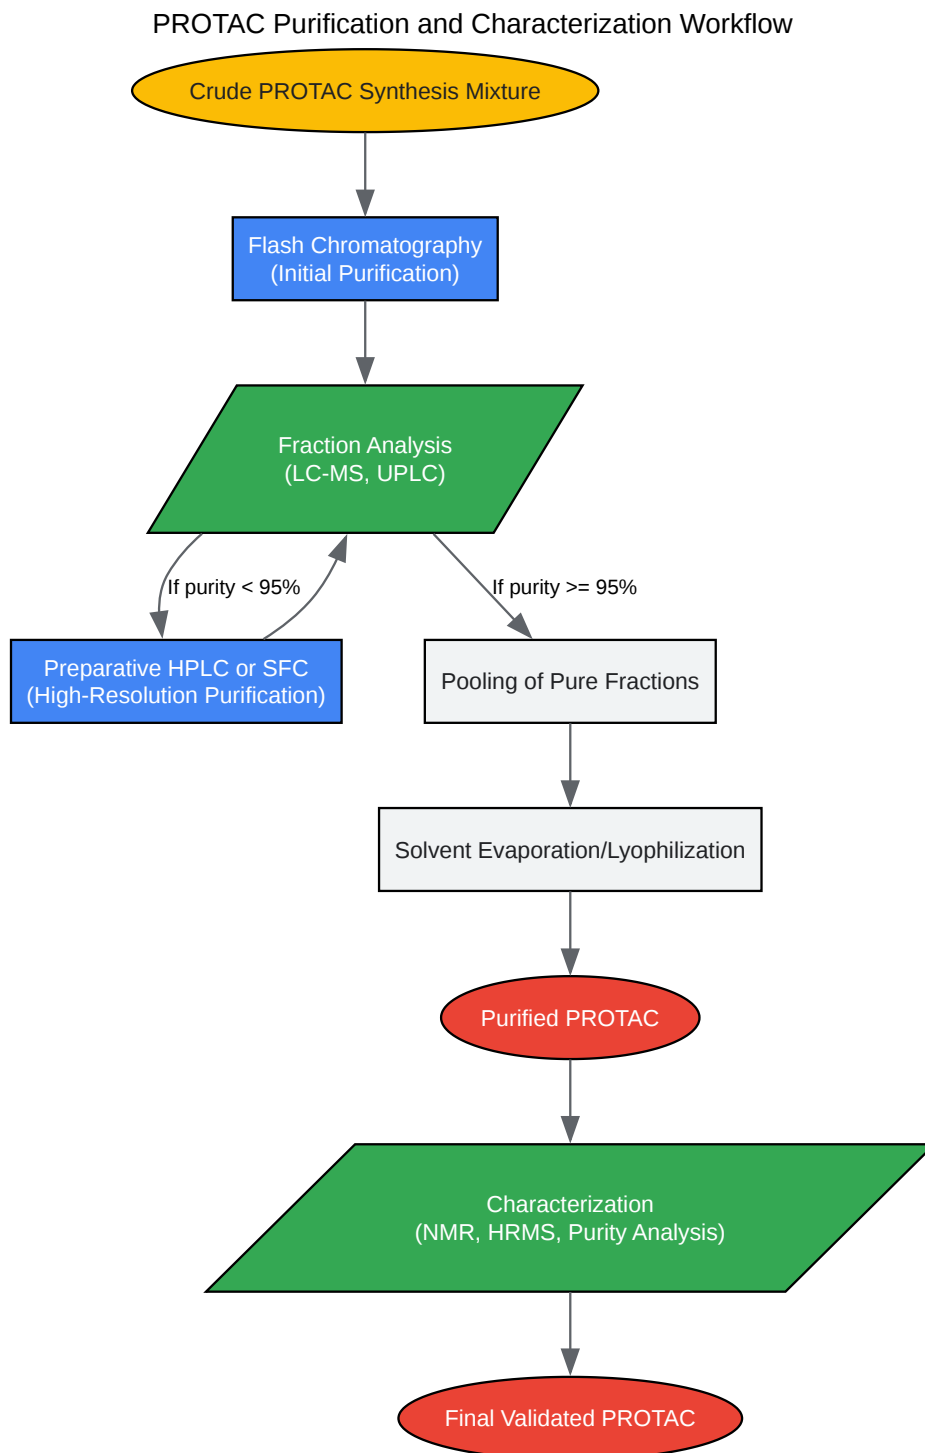 PROTAC Purification and Characterization Workflow
Crude PROTAC Synthesis Mixture
Flash Chromatography
(Initial Purification)
Fraction Analysis
(LC-MS, UPLC)
If purity < 95%
If purity >= 95%
Preparative HPLC or SFC
(High-Resolution Purification)
Pooling of Pure Fractions
Solvent Evaporation/Lyophilization
Purified PROTAC
Characterization
(NMR, HRMS, Purity Analysis)
Final Validated PROTAC